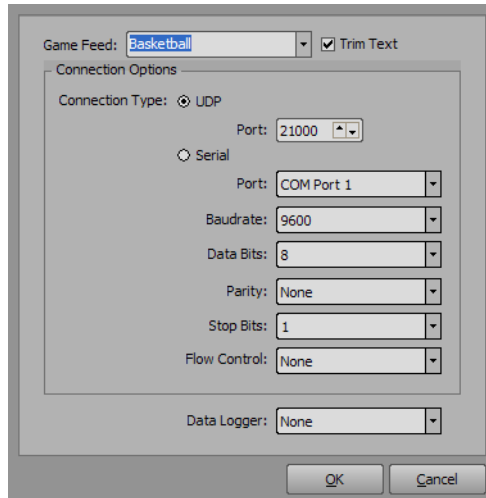 Game Feed: Basketball Trim Text
Connection Options
Connection Type: UDP
Port: 21000
Serial
Port: COM Port 1
Baudrate: 9600
Data Bits: 8
Parity: None
Stop Bits: 1
Flow Control: None
Data Logger: None
OK Cancel